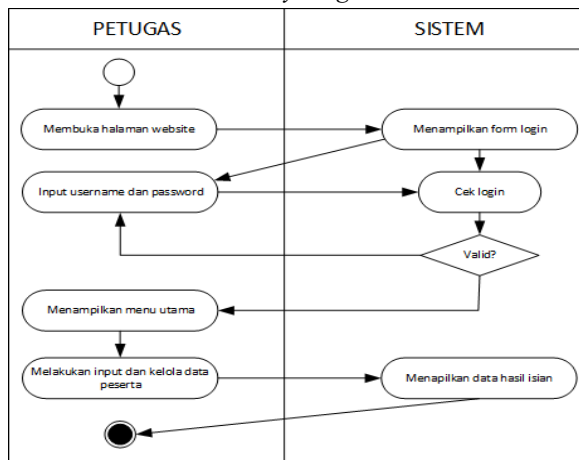 PETUGAS
SISTEM
Membuka halaman website
Menampilkan form login
Input username dan password
Cek login
Valid?
Menampilkan menu utama
Melakukan input dan kelola data
peserta
Menapilkan data hasil isian